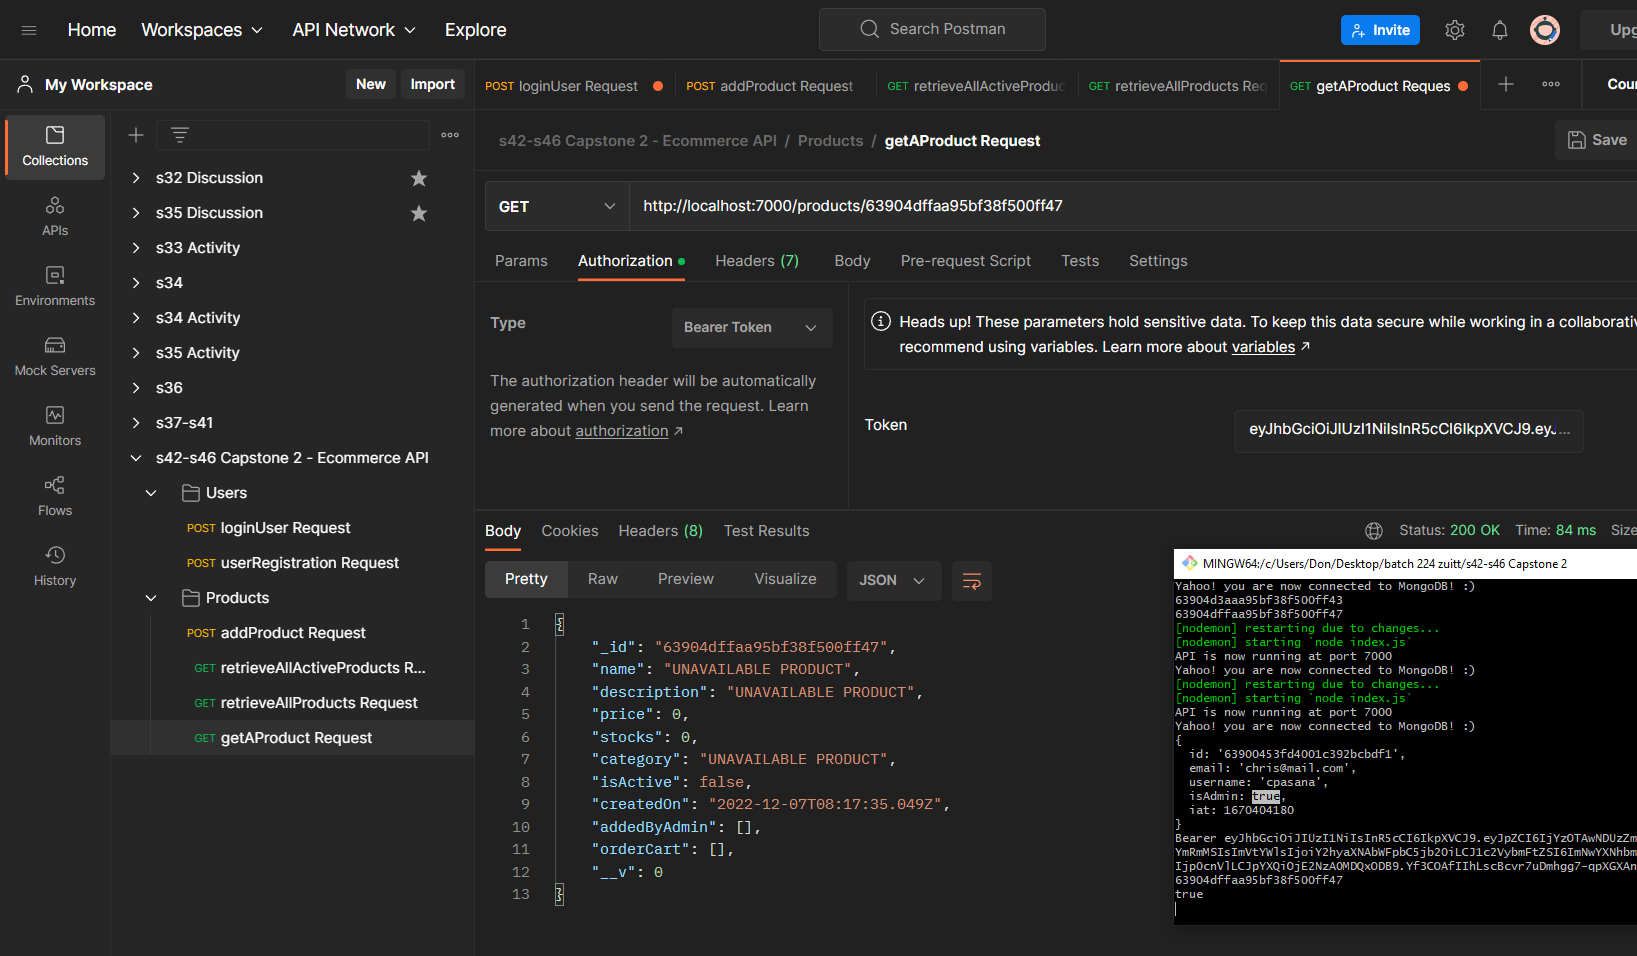 Home Workspaces API Network Explore Search Postman Invite Upg
My Workspace New Import
POST loginUser Request POST addProduct Request GET retrieveAllActiveProduc GET retrieveAllProducts Req GET getAProduct Reques Cour
Collections
APIs
Environments
Mock Servers
Monitors
Flows
History
s32 Discussion
s35 Discussion
s33 Activity
s34
s34 Activity
s35 Activity
s36
s37-s41
s42-s46 Capstone 2 - Ecommerce API
Users
POST loginUser Request
POST userRegistration Request
Products
POST addProduct Request
GET retrieveAllActiveProducts R...
GET retrieveAllProducts Request
GET getAProduct Request
s42-s46 Capstone 2 - Ecommerce API / Products / getAProduct Request Save
GET http://localhost:7000/products/63904dffaa95bf38f500ff47
Params Authorization Headers (7) Body Pre-request Script Tests Settings
Type Bearer Token
The authorization header will be automatically
generated when you send the request. Learn
more about authorization ↗
Heads up! These parameters hold sensitive data. To keep this data secure while working in a collaborativ
recommend using variables. Learn more about variables ↗
Token eyJhbGciOiJIUzI1NiIsInR5cCI6IkpXVCJ9.eyJ...
Body Cookies Headers (8) Test Results Status: 200 OK Time: 84 ms Size
Pretty Raw Preview Visualize JSON
1 {
2 "_id": "63904dffaa95bf38f500ff47",
3 "name": "UNAVAILABLE PRODUCT",
4 "description": "UNAVAILABLE PRODUCT",
5 "price": 0,
6 "stocks": 0,
7 "category": "UNAVAILABLE PRODUCT",
8 "isActive": false,
9 "createdOn": "2022-12-07T08:17:35.049Z",
10 "addedByAdmin": [],
11 "orderCart": [],
12 "__v": 0
13 }
MINGW64:/c/Users/Don/Desktop/batch 224 zuitt/s42-s46 Capstone 2
Yahoo! you are now connected to MongoDB! :)
63904d3aaa95bf38f500ff43
63904dffaa95bf38f500ff47
[nodemon] restarting due to changes...
[nodemon] starting `node index.js`
API is now running at port 7000
Yahoo! you are now connected to MongoDB! :)
[nodemon] restarting due to changes...
[nodemon] starting `node index.js`
API is now running at port 7000
Yahoo! you are now connected to MongoDB! :)
{
id: '63900453fd4001c392bcbdf1',
email: 'chris@mail.com',
username: 'cpasana',
isAdmin: true,
iat: 1670404180
}
Bearer eyJhbGciOiJIUzI1NiIsInR5cCI6IkpXVCJ9.eyJpZCI6IjYzOTAwNDUzZm
YmRmMSIsImVtYWlsIjoiY2hyaXNAbWFpbC5jb20iLCJ1c2VybmFtZSI6ImNwYXNhbm
IjpOcnVlLCJpYXQiOjE2NzA0MDQxODB9.Yf3COAfIIhLscBcvr7uDmhgg7-qpXGXAn
63904dffaa95bf38f500ff47
true